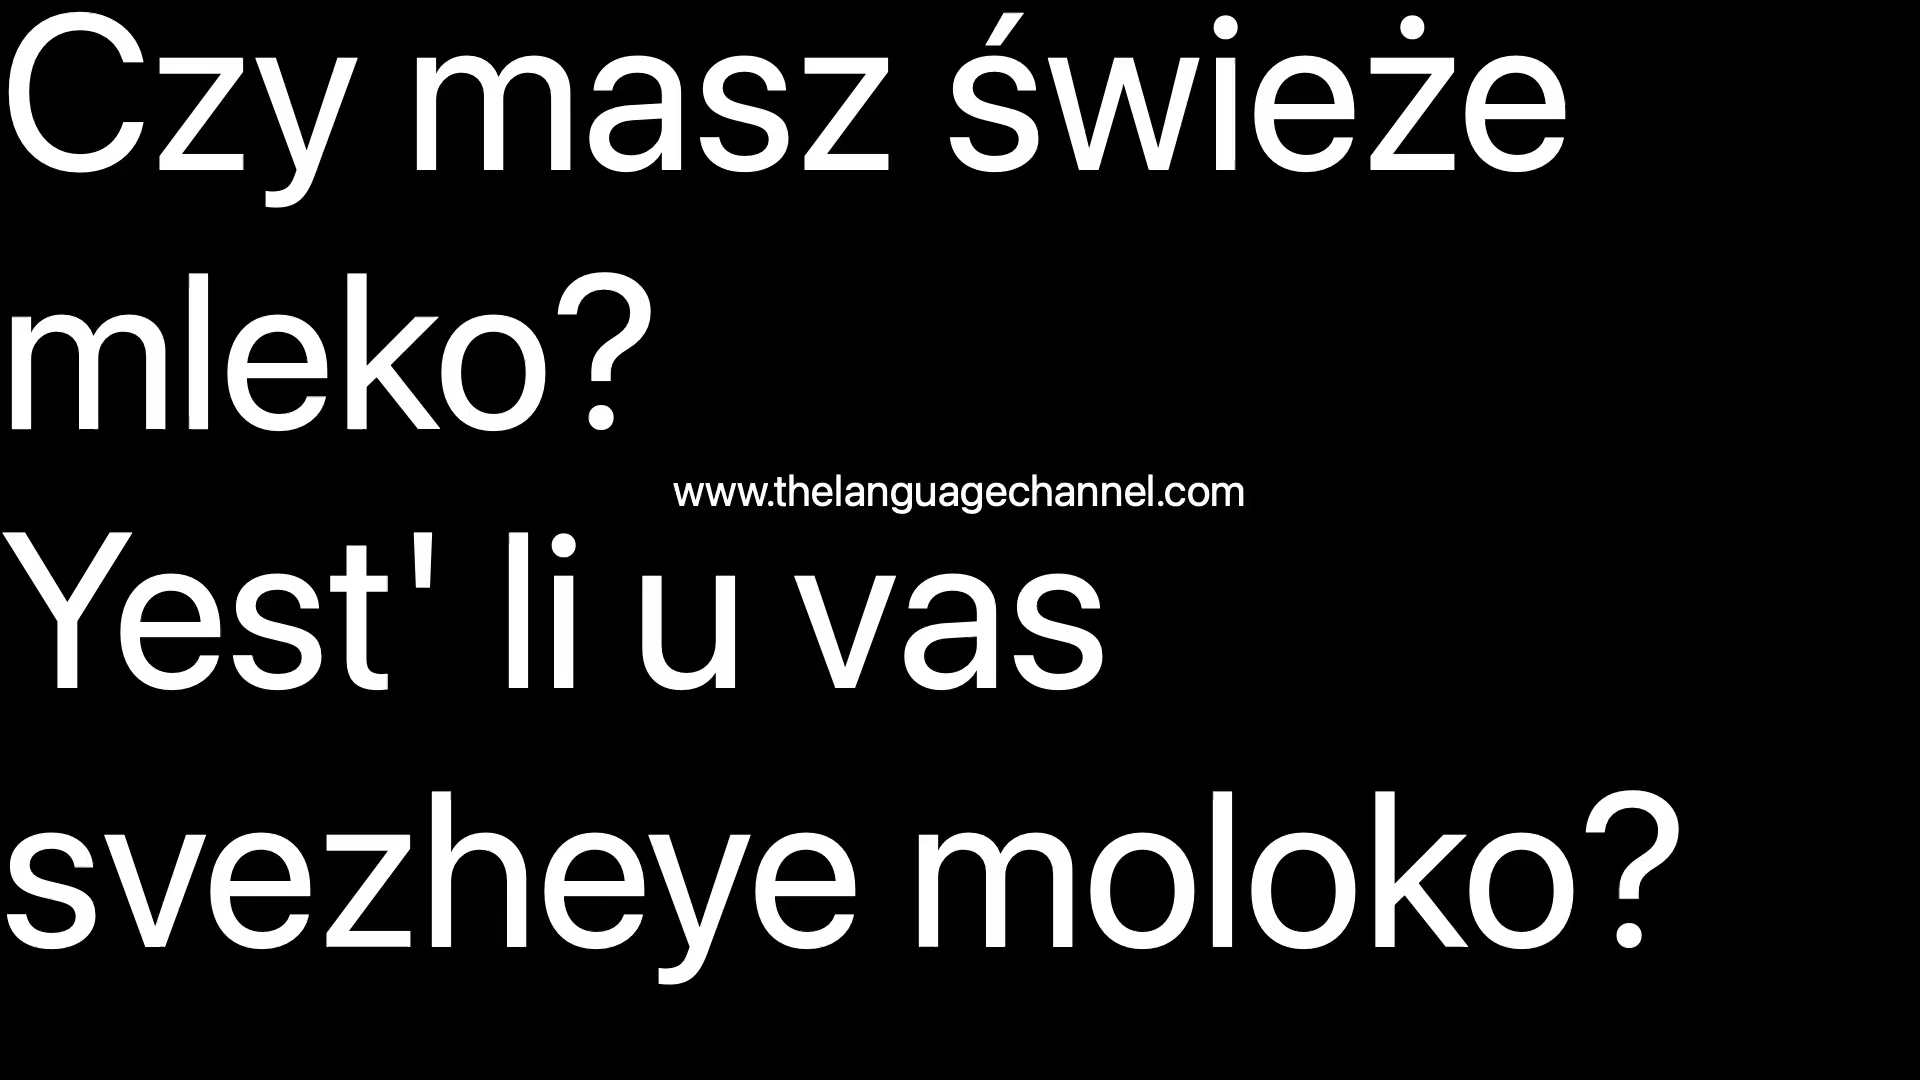 Czy masz świeże
mleko?
www.thelanguagechannel.com
Yest' li u vas
svezheye moloko?